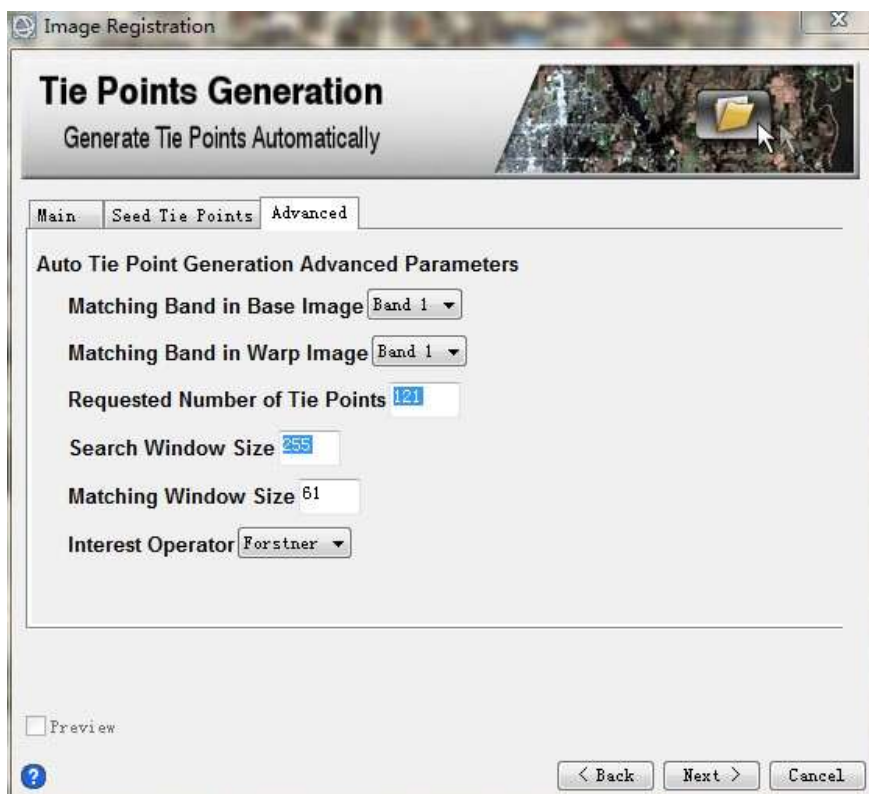 Image Registration
Tie Points Generation
Generate Tie Points Automatically
Main Seed Tie Points Advanced
Auto Tie Point Generation Advanced Parameters
Matching Band in Base Image Band 1
Matching Band in Warp Image Band 1
Requested Number of Tie Points 121
Search Window Size 255
Matching Window Size 61
Interest Operator Forstner
Preview
? < Back Next > Cancel